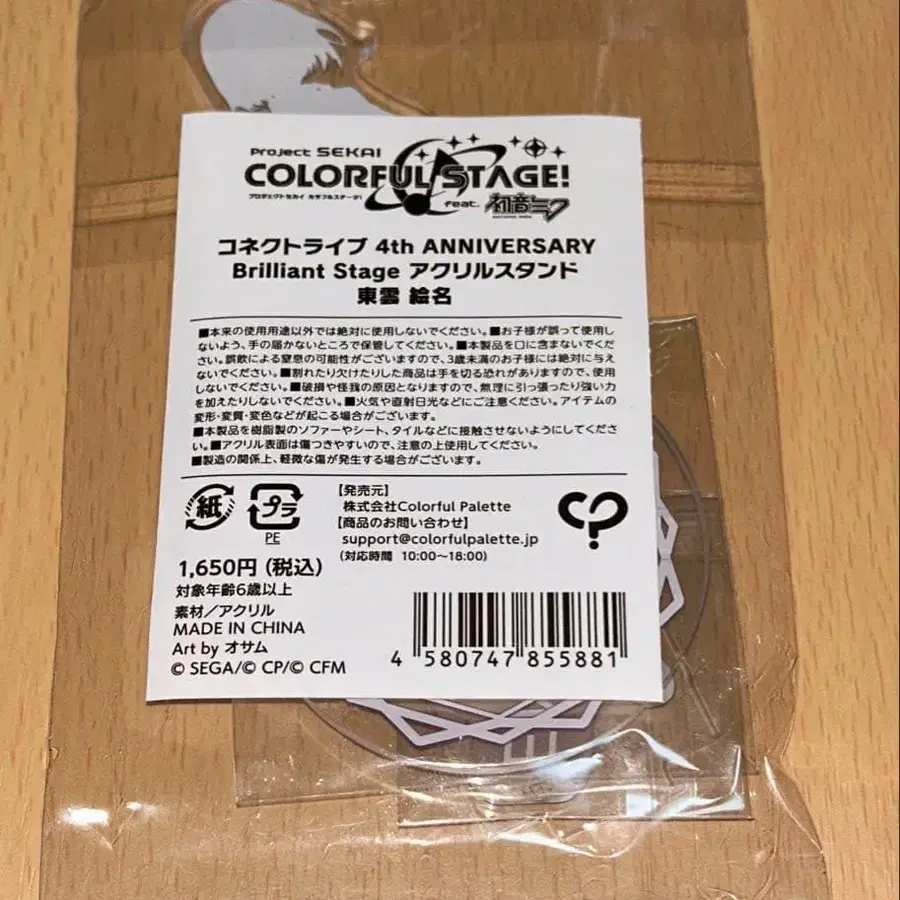 Project SEKAI
COLORFUL STAGE!
プロジェクトセカイ カラフルステージ!
feat. 初音ミク
コネクトライブ 4th ANNIVERSARY
Brilliant Stage アクリルスタンド
東雲 絵名
■本来の使用用途以外では絶対に使用しないでください。■お子様が誤って使用し
ないよう、手の届かないところで保管してください。■本製品を口に含まないでくだ
さい。誤飲による窒息の可能性がございますので、3歳未満のお子様には絶対に与え
ないでください。■割れたり欠けたりした商品は手を切る恐れがありますので、使用
しないでください。■破損や怪我の原因となりますので、無理に引っ張ったり強い力
を加えたりしないでください。■火気や直射日光などにご注意ください。アイテムの
変形・変質・変色などが起こる場合がございます。
■本製品を樹脂製のソファーやシート、タイルなどに接触させないようにしてくださ
い。■アクリル表面は傷つきやすいので、注意の上使用してください。
■製造の関係上、軽微な傷が発生する場合がございます。
紙
プラ
PE
【発売元】
株式会社Colorful Palette
【商品のお問い合わせ】
support@colorfulpalette.jp
(対応時間 10:00〜18:00)
1,650円 (税込)
対象年齢6歳以上
素材/アクリル
MADE IN CHINA
Art by オサム
© SEGA/© CP/© CFM
4 580747 855881